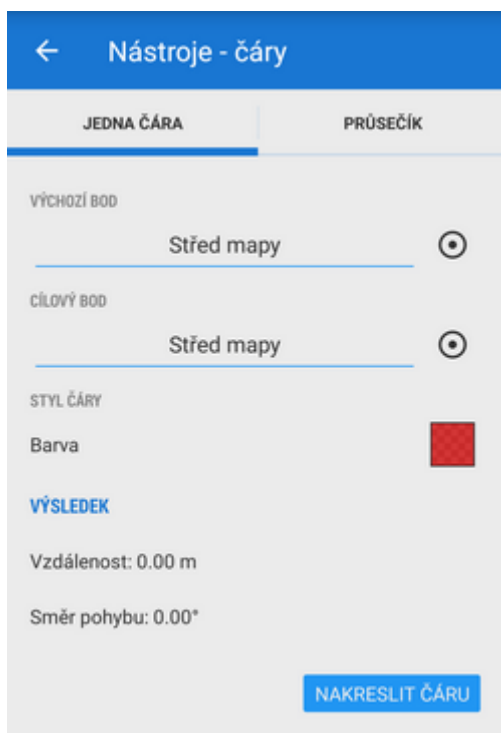 Nástroje - čáry
JEDNA ČÁRA
PRŮSEČÍK
VÝCHOZÍ BOD
Střed mapy
CÍLOVÝ BOD
Střed mapy
STYL ČÁRY
Barva
VÝSLEDEK
Vzdálenost: 0.00 m
Směr pohybu: 0.00°
NAKRESLIT ČÁRU